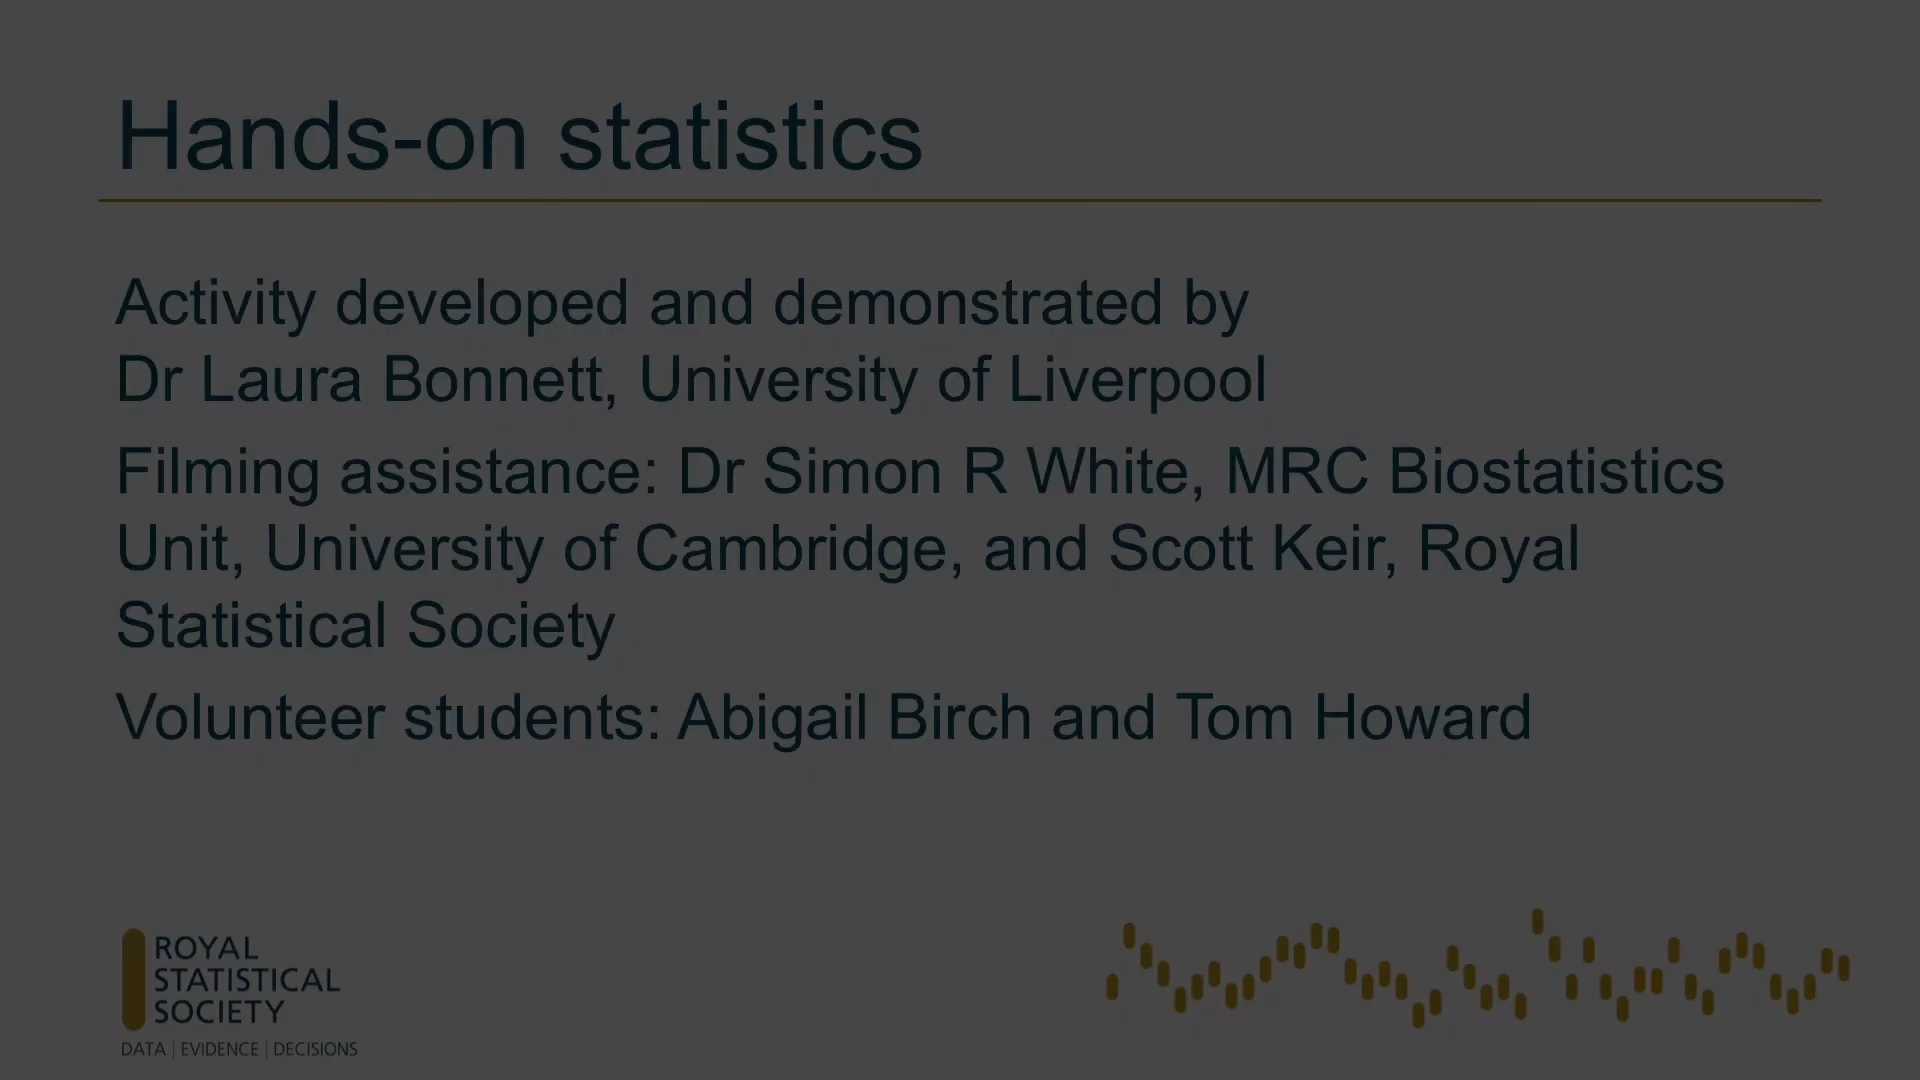 Hands-on statistics
Activity developed and demonstrated by
Dr Laura Bonnett, University of Liverpool
Filming assistance: Dr Simon R White, MRC Biostatistics
Unit, University of Cambridge, and Scott Keir, Royal
Statistical Society
Volunteer students: Abigail Birch and Tom Howard
ROYAL
STATISTICAL
SOCIETY
DATA | EVIDENCE | DECISIONS